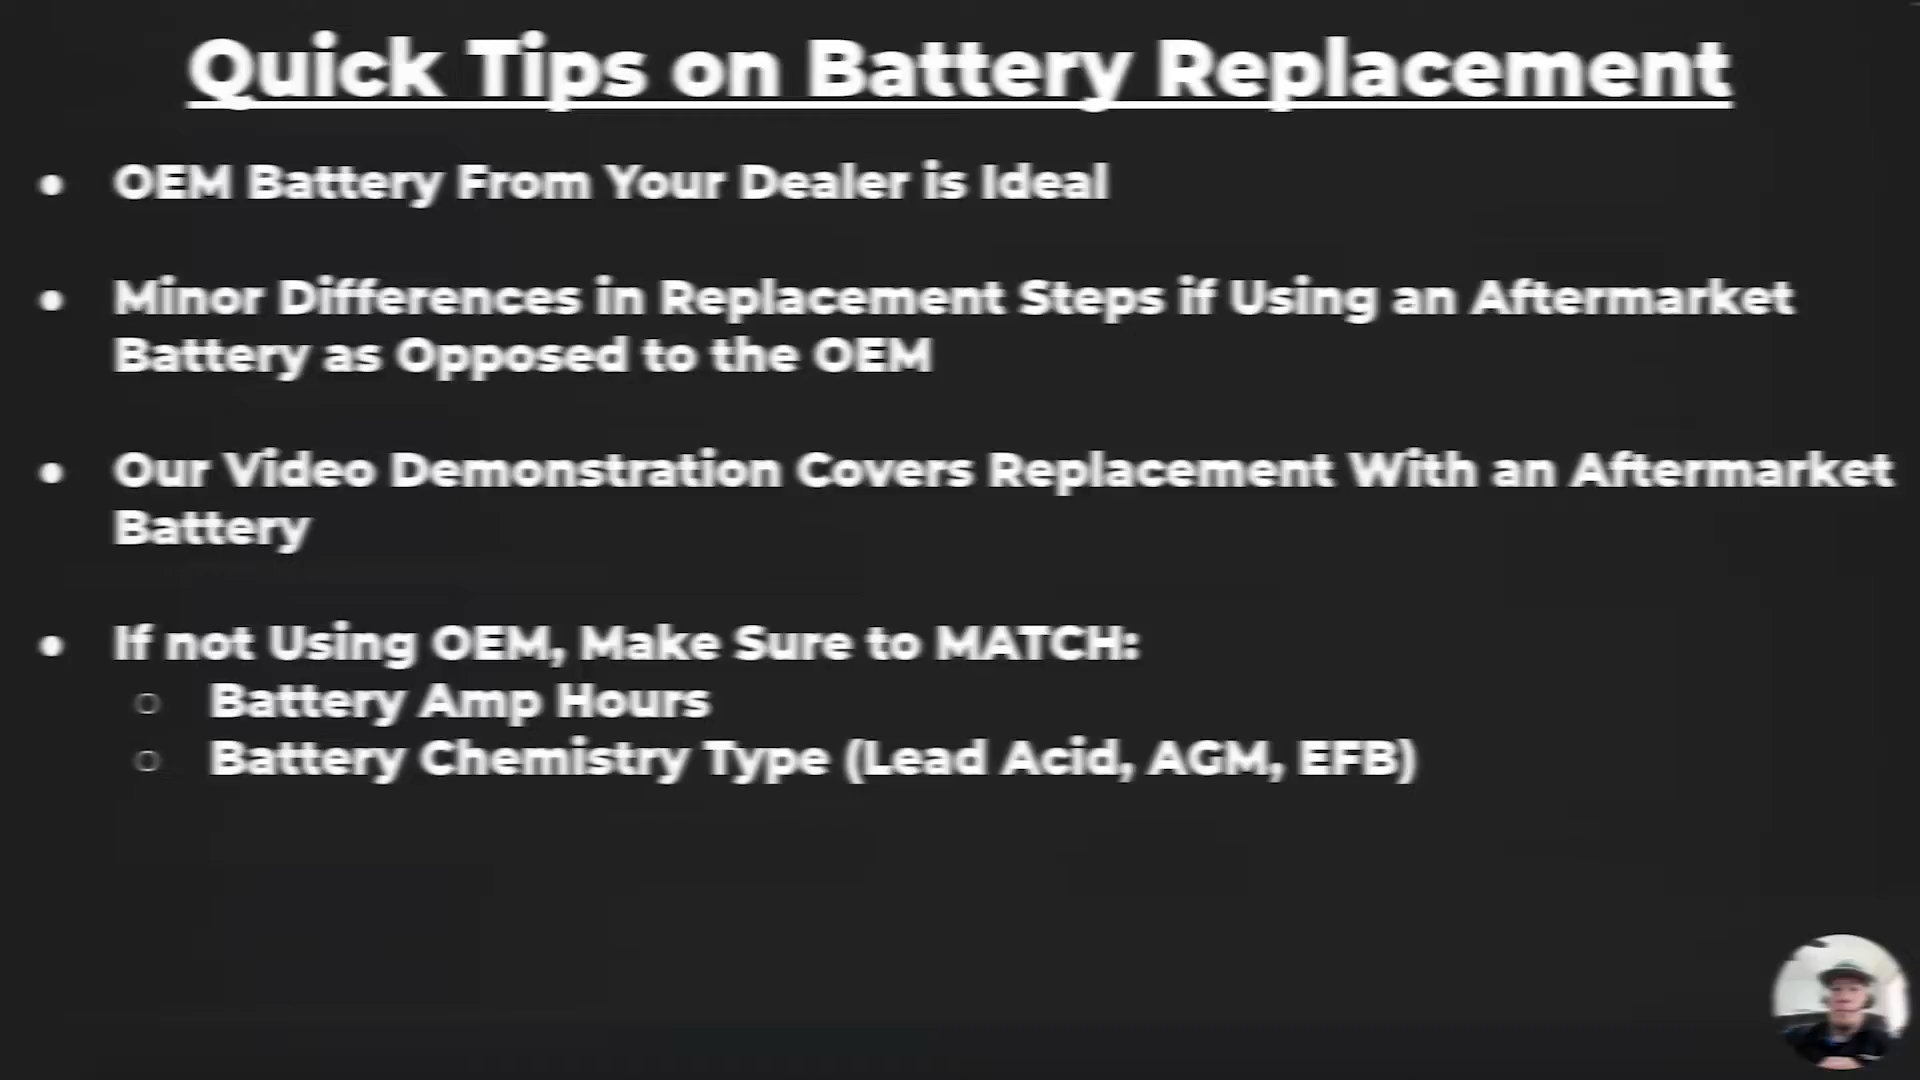 Quick Tips on Battery Replacement
• OEM Battery From Your Dealer is Ideal
• Minor Differences in Replacement Steps if Using an Aftermarket
Battery as Opposed to the OEM
• Our Video Demonstration Covers Replacement With an Aftermarket
Battery
• If not Using OEM, Make Sure to MATCH:
○ Battery Amp Hours
○ Battery Chemistry Type (Lead Acid, AGM, EFB)